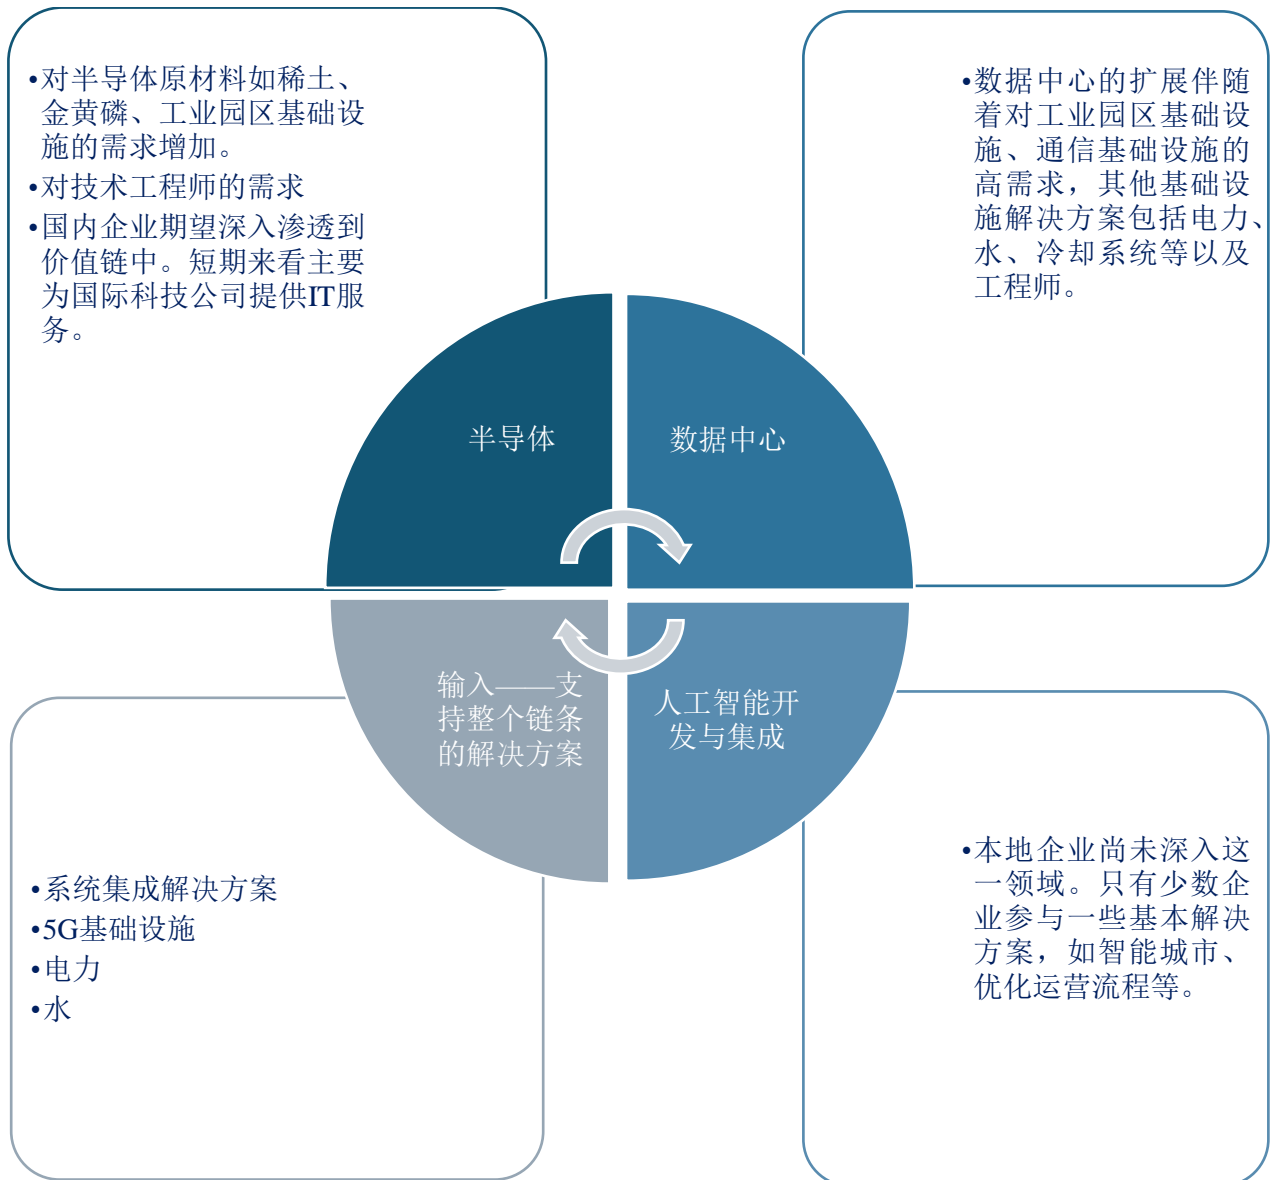 •对半导体原材料如稀土、
金黄磷、工业园区基础设
施的需求增加。
•对技术工程师的需求
•国内企业期望深入渗透到
价值链中。短期来看主要
为国际科技公司提供IT服
务。
•数据中心的扩展伴随
着对工业园区基础设
施、通信基础设施的
高需求，其他基础设
施解决方案包括电力、
水、冷却系统等以及
工程师。
半导体
数据中心
输入——支
持整个链条
的解决方案
人工智能开
发与集成
•系统集成解决方案
•5G基础设施
•电力
•水
•本地企业尚未深入这
一领域。只有少数企
业参与一些基本解决
方案，如智能城市、
优化运营流程等。